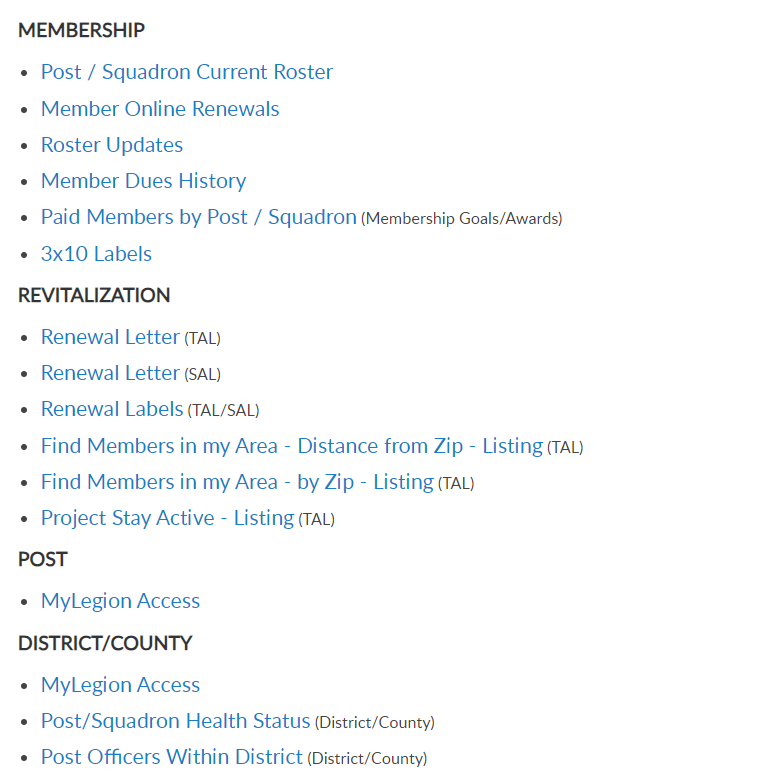 MEMBERSHIP
Post / Squadron Current Roster
Member Online Renewals
Roster Updates
Member Dues History
Paid Members by Post / Squadron (Membership Goals/Awards)
3x10 Labels
REVITALIZATION
Renewal Letter (TAL)
Renewal Letter (SAL)
Renewal Labels (TAL/SAL)
Find Members in my Area - Distance from Zip - Listing (TAL)
Find Members in my Area - by Zip - Listing (TAL)
Project Stay Active - Listing (TAL)
POST
MyLegion Access
DISTRICT/COUNTY
MyLegion Access
Post/Squadron Health Status (District/County)
Post Officers Within District (District/County)